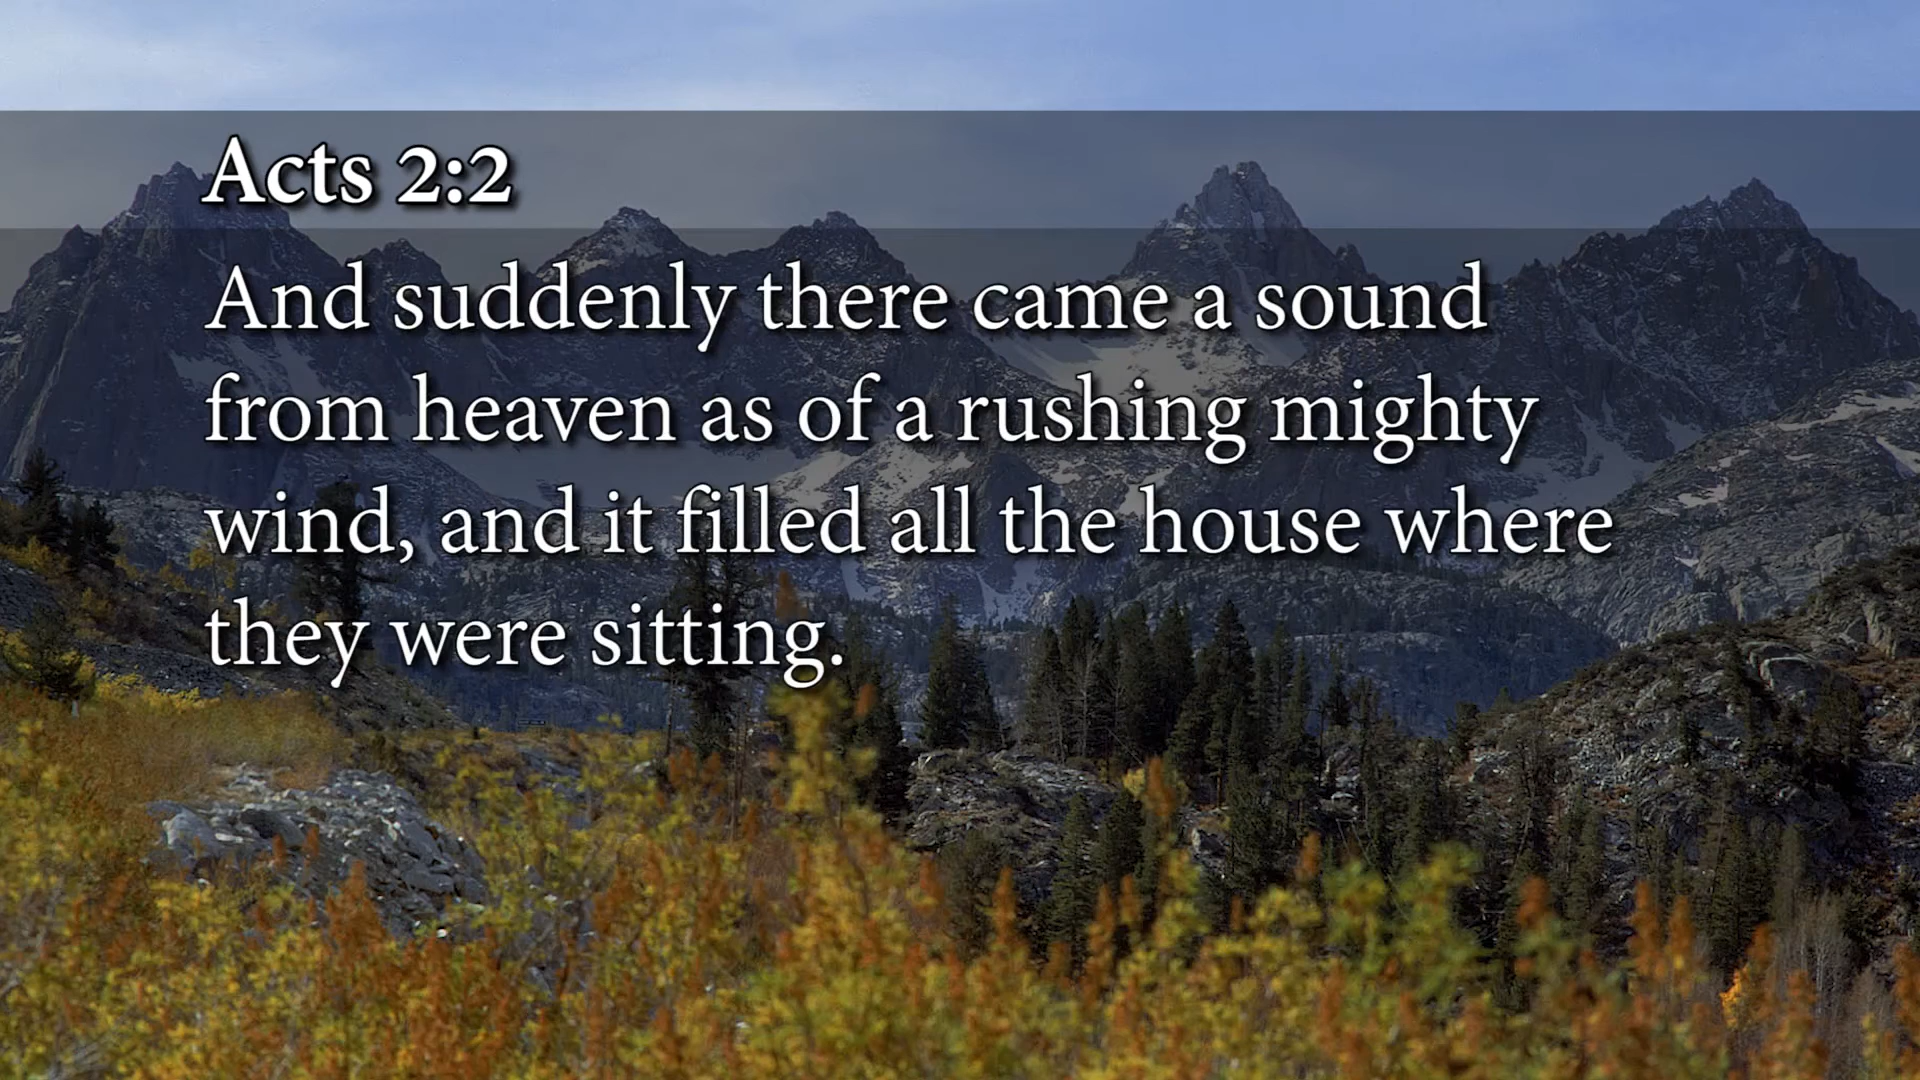 Acts 2:2
And suddenly there came a sound
from heaven as of a rushing mighty
wind, and it filled all the house where
they were sitting.